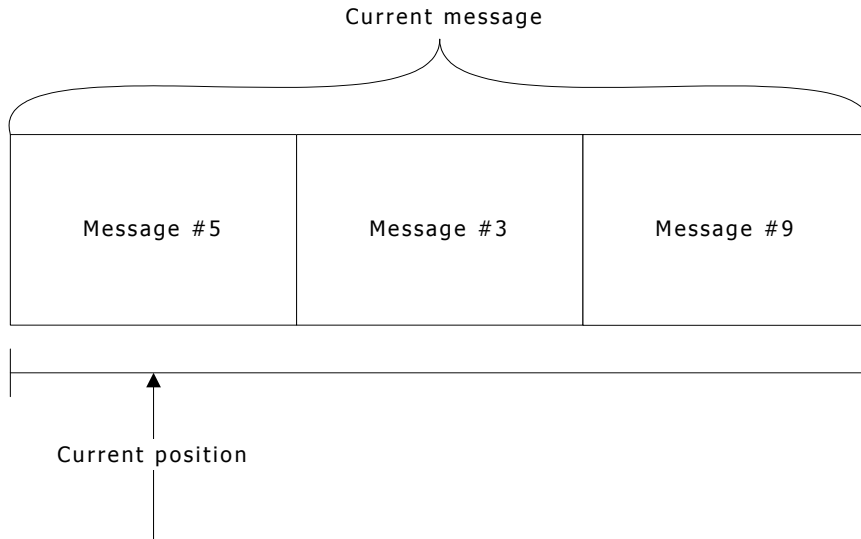 Current message
Message #5
Message #3
Message #9
Current position